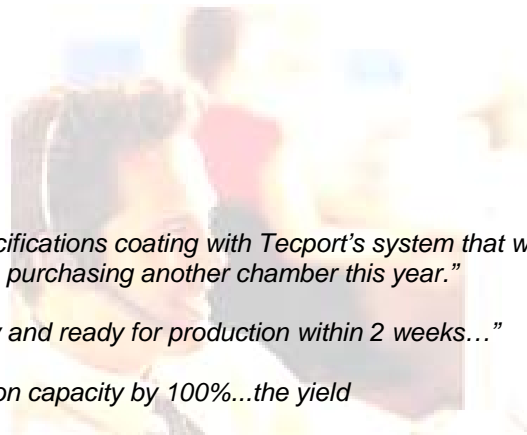 cifications coating with Tecport’s system that w
purchasing another chamber this year.”
and ready for production within 2 weeks…”
on capacity by 100%...the yield